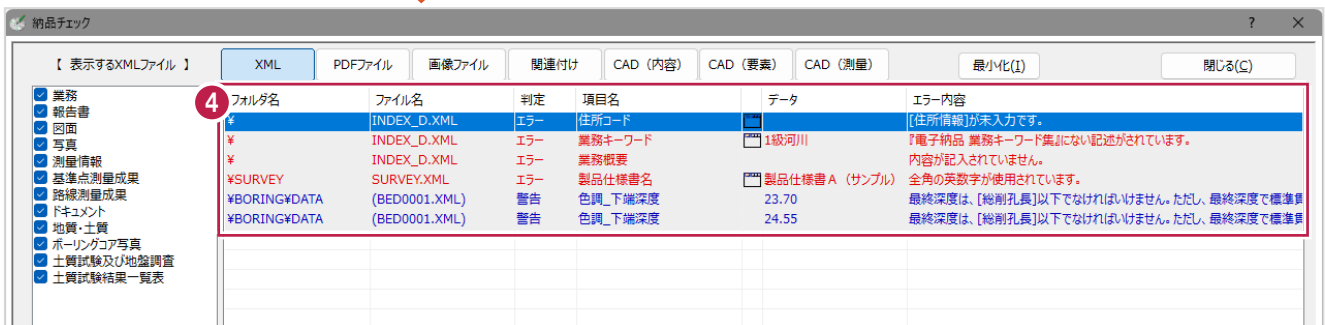 納品チェック ? ×
【 表示するXMLファイル 】 XML PDFファイル 画像ファイル 関連付け CAD（内容） CAD（要素） CAD（測量） 最小化(I) 閉じる(C)
業務
報告書
図面
写真
測量情報
基準点測量成果
路線測量成果
ドキュメント
地質・土質
ボーリングコア写真
土質試験及び地盤調査
土質試験結果一覧表
4
フォルダ名 ファイル名 判定 項目名 データ エラー内容
¥ INDEX_D.XML エラー 住所コード [住所情報]が未入力です。
¥ INDEX_D.XML エラー 業務キーワード 1級河川 『電子納品 業務キーワード集』にない記述がされています。
¥ INDEX_D.XML エラー 業務概要 内容が記入されていません。
¥SURVEY SURVEY.XML エラー 製品仕様書名 製品仕様書Ａ（サンプル） 全角の英数字が使用されています。
¥BORING¥DATA (BED0001.XML) 警告 色調_下端深度 23.70 最終深度は、[総削孔長]以下でなければいけません。ただし、最終深度で標準
¥BORING¥DATA (BED0001.XML) 警告 色調_下端深度 24.55 最終深度は、[総削孔長]以下でなければいけません。ただし、最終深度で標準